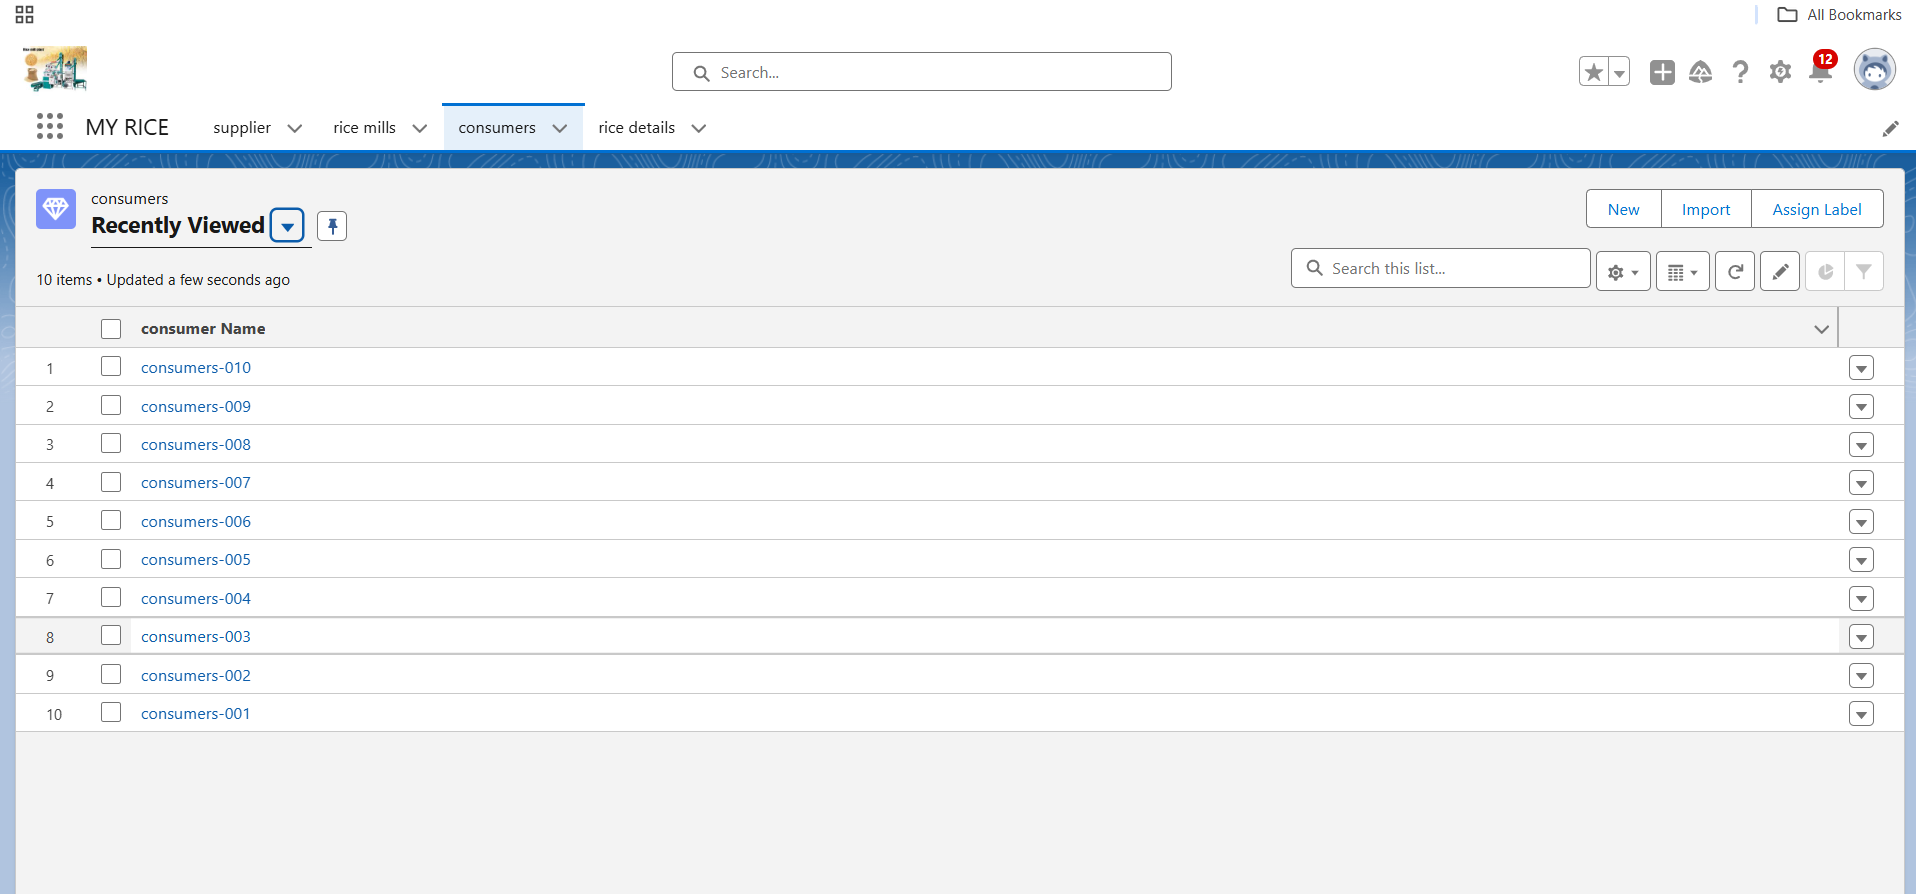 All Bookmarks
Search...
12
MY RICE
supplier
rice mills
consumers
rice details
consumers
Recently Viewed
New
Import
Assign Label
10 items • Updated a few seconds ago
Search this list...
consumer Name
1 consumers-010
2 consumers-009
3 consumers-008
4 consumers-007
5 consumers-006
6 consumers-005
7 consumers-004
8 consumers-003
9 consumers-002
10 consumers-001